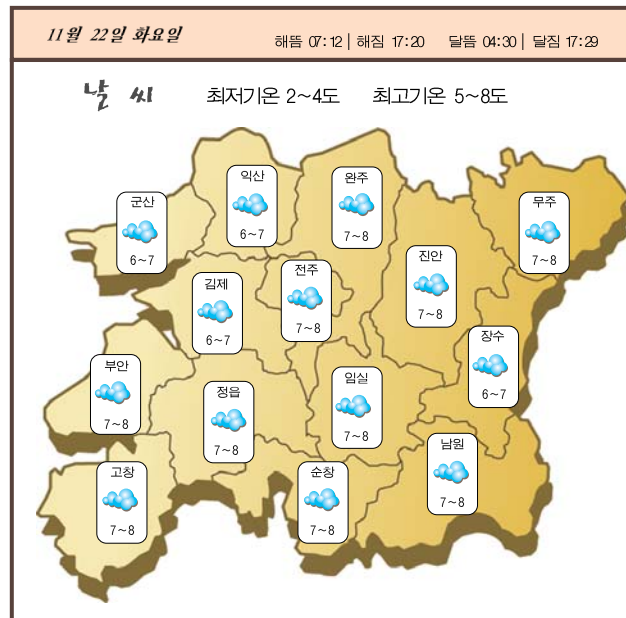 11월 22일 화요일
해뜸 07:12 | 해짐 17:20 달뜸 04:30 | 달짐 17:29
날 씨 최저기온 2~4도 최고기온 5~8도
익산
6~7
완주
7~8
군산
6~7
무주
7~8
진안
7~8
전주
7~8
김제
6~7
장수
6~7
부안
7~8
임실
7~8
정읍
7~8
남원
7~8
고창
7~8
순창
7~8